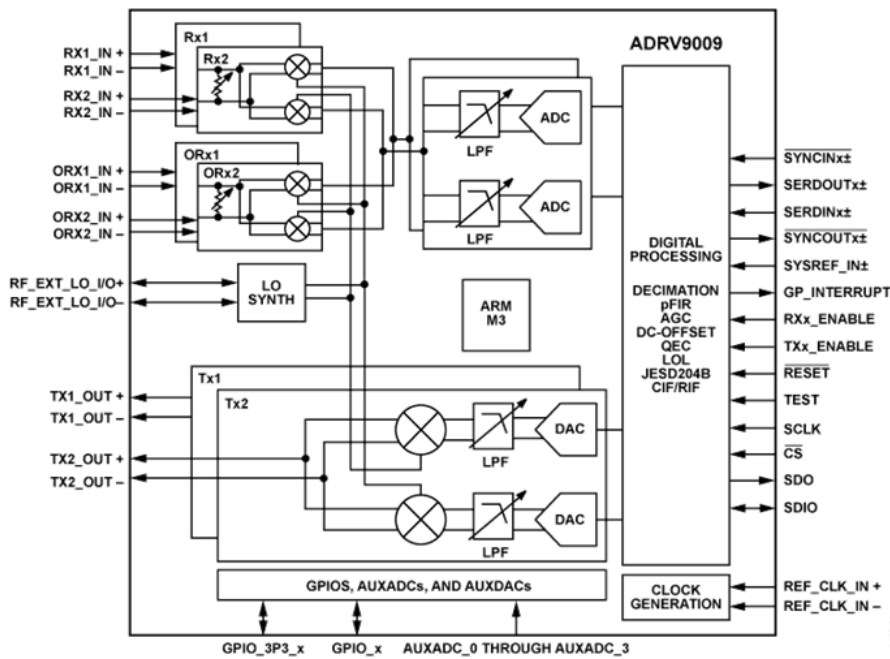 ADRV9009
Rx1
Rx2
RX1_IN +
RX1_IN –
RX2_IN +
RX2_IN –
ORx1
ORx2
ORX1_IN +
ORX1_IN –
ORX2_IN +
ORX2_IN –
LPF
ADC
LPF
ADC
RF_EXT_LO_I/O+
RF_EXT_LO_I/O–
LO
SYNTH
ARM
M3
DIGITAL
PROCESSING
DECIMATION
pFIR
AGC
DC-OFFSET
QEC
LOL
JESD204B
CIF/RIF
SYNCINx±
SERDOUTx±
SERDINx±
SYNCOUTx±
SYSREF_IN±
GP_INTERRUPT
RXx_ENABLE
TXx_ENABLE
RESET
TEST
SCLK
CS
SDO
SDIO
Tx1
Tx2
TX1_OUT +
TX1_OUT –
TX2_OUT +
TX2_OUT –
LPF
DAC
LPF
DAC
GPIOS, AUXADCs, AND AUXDACs
CLOCK
GENERATION
REF_CLK_IN +
REF_CLK_IN –
GPIO_3P3_x
GPIO_x
AUXADC_0 THROUGH AUXADC_3